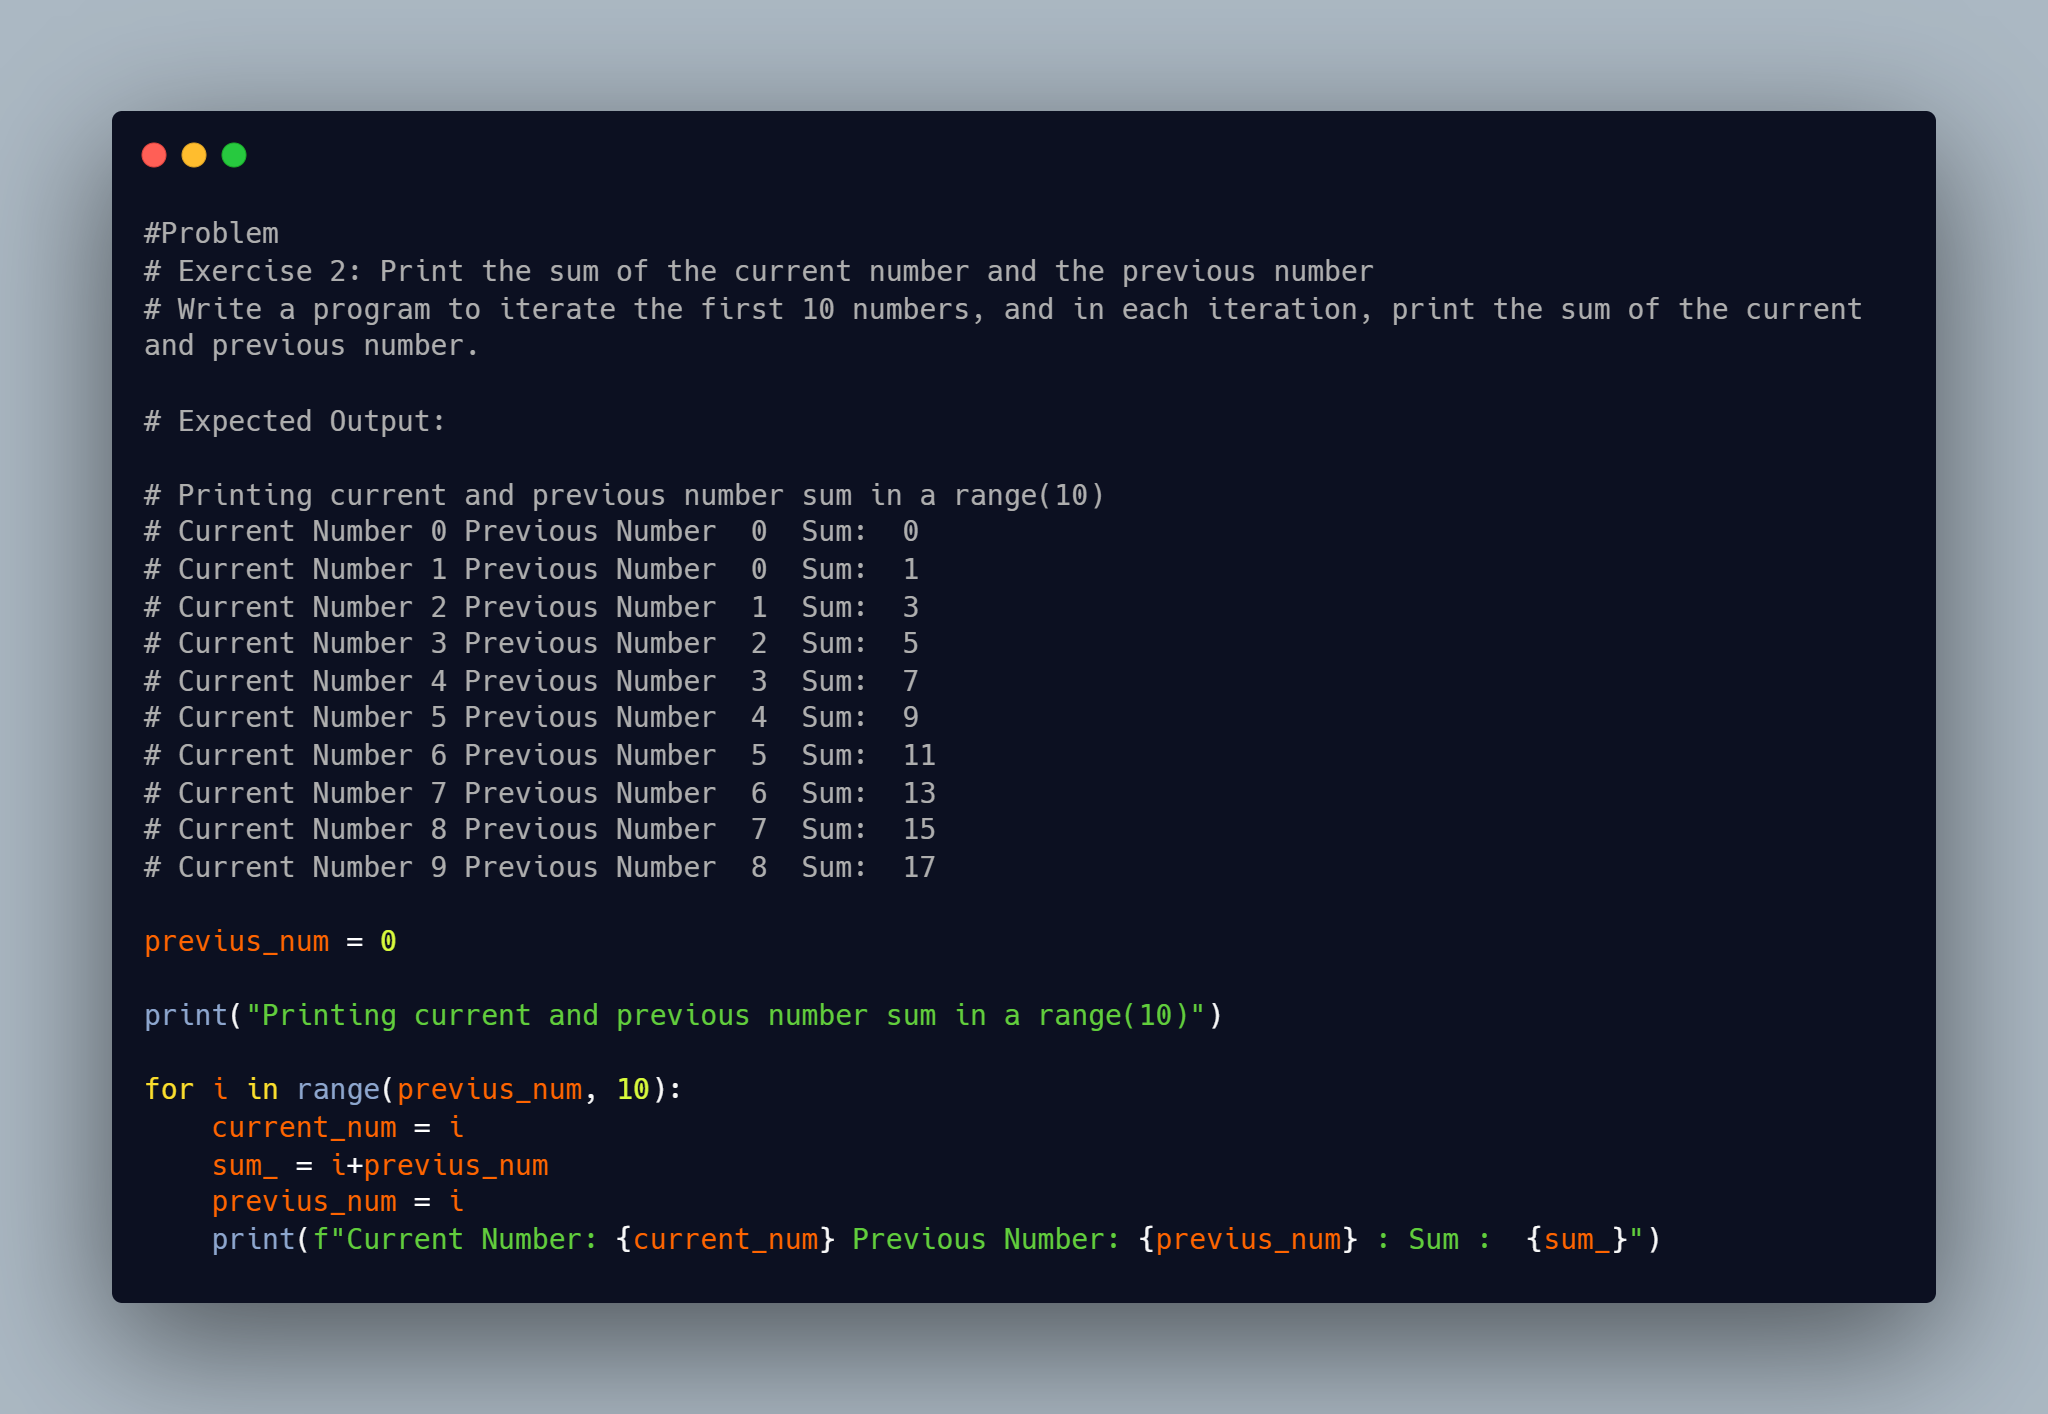 #Problem
# Exercise 2: Print the sum of the current number and the previous number
# Write a program to iterate the first 10 numbers, and in each iteration, print the sum of the current
and previous number.
# Expected Output:
# Printing current and previous number sum in a range(10)
# Current Number 0 Previous Number  0  Sum:  0
# Current Number 1 Previous Number  0  Sum:  1
# Current Number 2 Previous Number  1  Sum:  3
# Current Number 3 Previous Number  2  Sum:  5
# Current Number 4 Previous Number  3  Sum:  7
# Current Number 5 Previous Number  4  Sum:  9
# Current Number 6 Previous Number  5  Sum:  11
# Current Number 7 Previous Number  6  Sum:  13
# Current Number 8 Previous Number  7  Sum:  15
# Current Number 9 Previous Number  8  Sum:  17
previus_num = 0
print("Printing current and previous number sum in a range(10)")
for i in range(previus_num, 10):
    current_num = i
    sum_ = i+previus_num
    previus_num = i
    print(f"Current Number: {current_num} Previous Number: {previus_num} : Sum :  {sum_}")